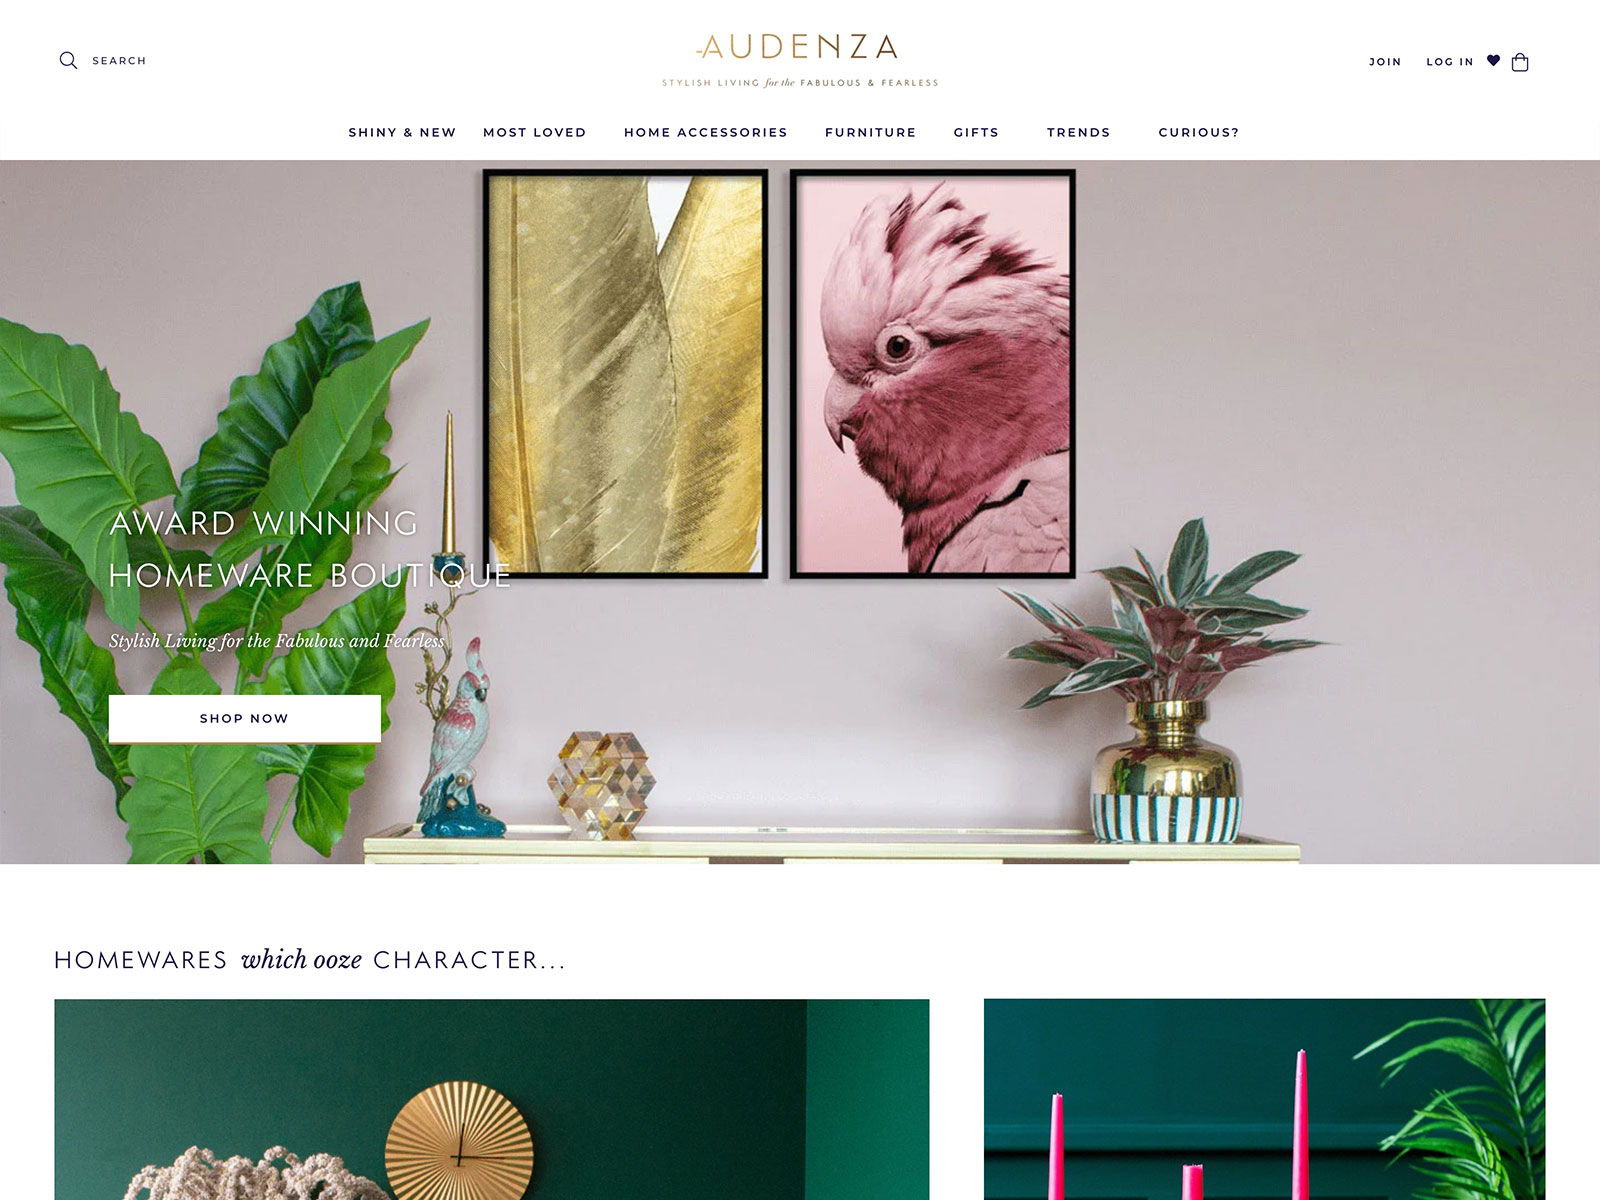 SEARCH
AUDENZA
STYLISH LIVING for the FABULOUS & FEARLESS
JOIN LOG IN
SHINY & NEW MOST LOVED HOME ACCESSORIES FURNITURE GIFTS TRENDS CURIOUS?
AWARD WINNING
HOMEWARE BOUTIQUE
Stylish Living for the Fabulous and Fearless
SHOP NOW
HOMEWARES which ooze CHARACTER...